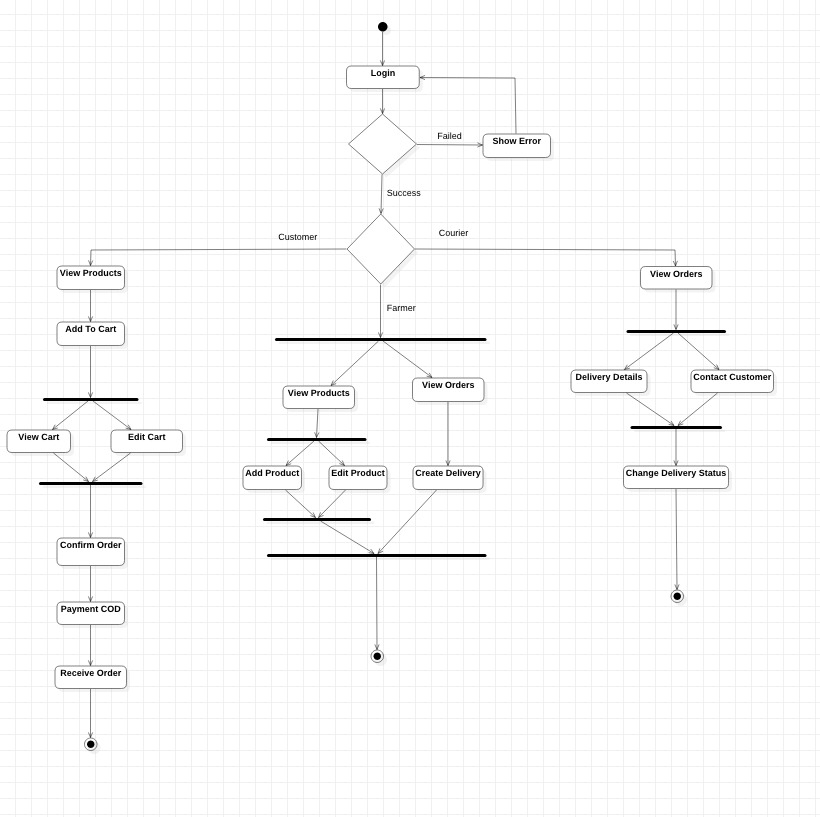 Login
Failed
Show Error
Success
Customer
Courier
View Products
View Orders
Add To Cart
Farmer
View Products
View Orders
Delivery Details
Contact Customer
View Cart
Edit Cart
Add Product
Edit Product
Create Delivery
Change Delivery Status
Confirm Order
Payment COD
Receive Order